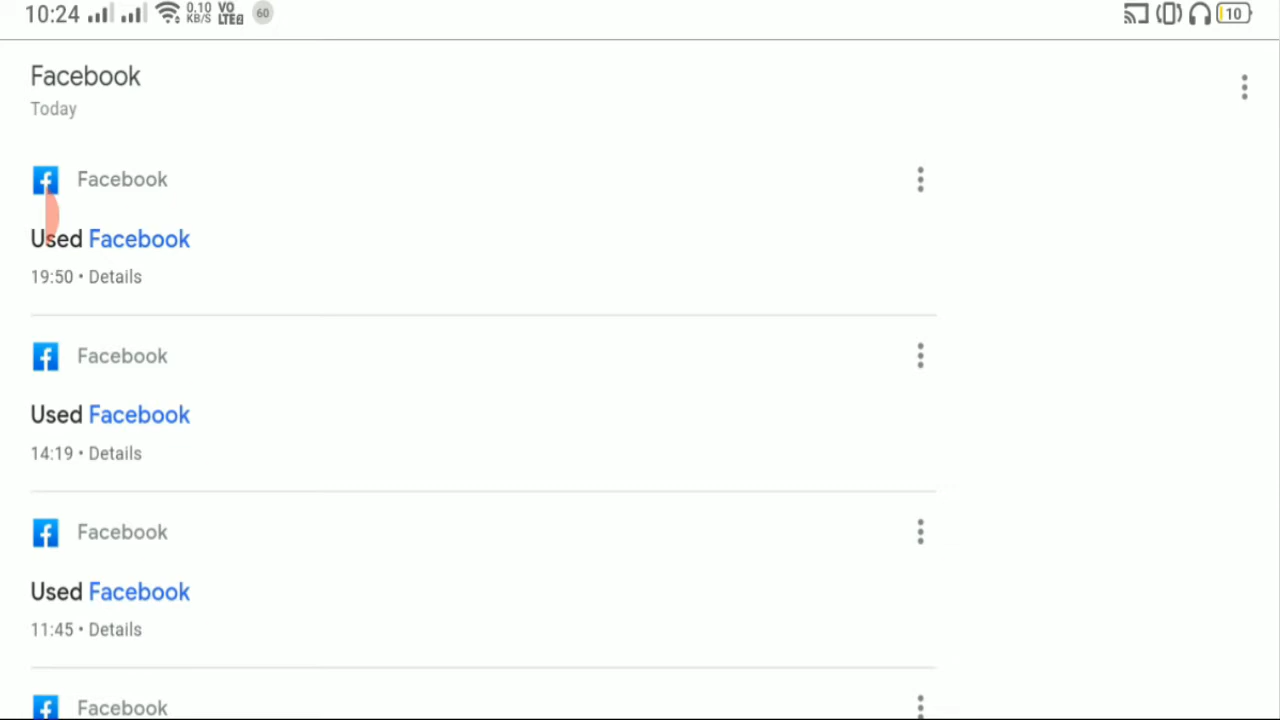 10:24 0.10 KB/S VO LTE2 60 10
Facebook
Today
Facebook
Used Facebook
19:50 • Details
Facebook
Used Facebook
14:19 • Details
Facebook
Used Facebook
11:45 • Details
Facebook